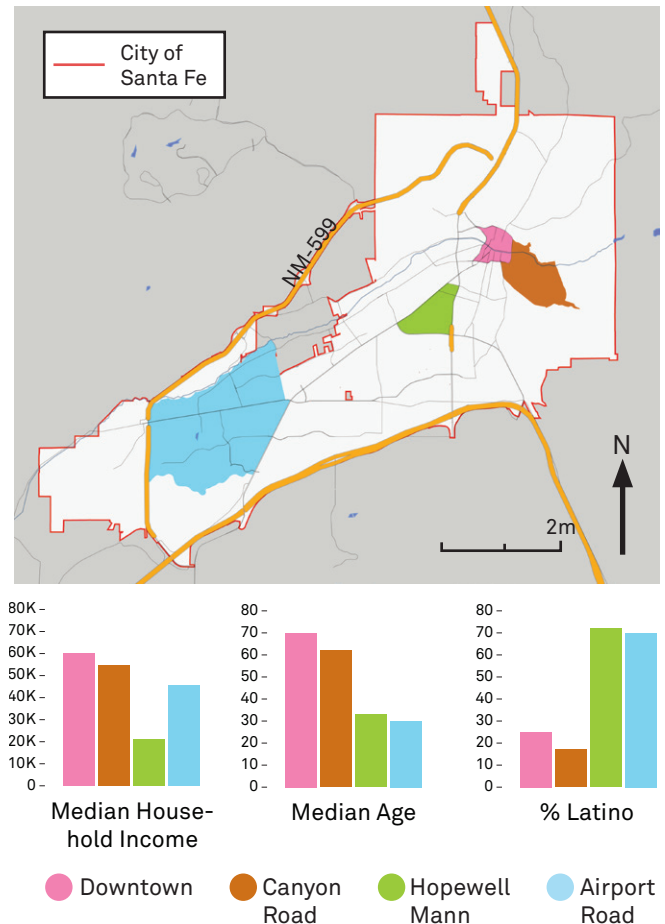 City of
Santa Fe
NM-599
N
2m
80K
70K
60K
50K
40K
30K
20K
10K
0
Median House-
hold Income
80
70
60
50
40
30
20
10
0
Median Age
80
70
60
50
40
30
20
10
0
% Latino
Downtown
Canyon
Road
Hopewell
Mann
Airport
Road